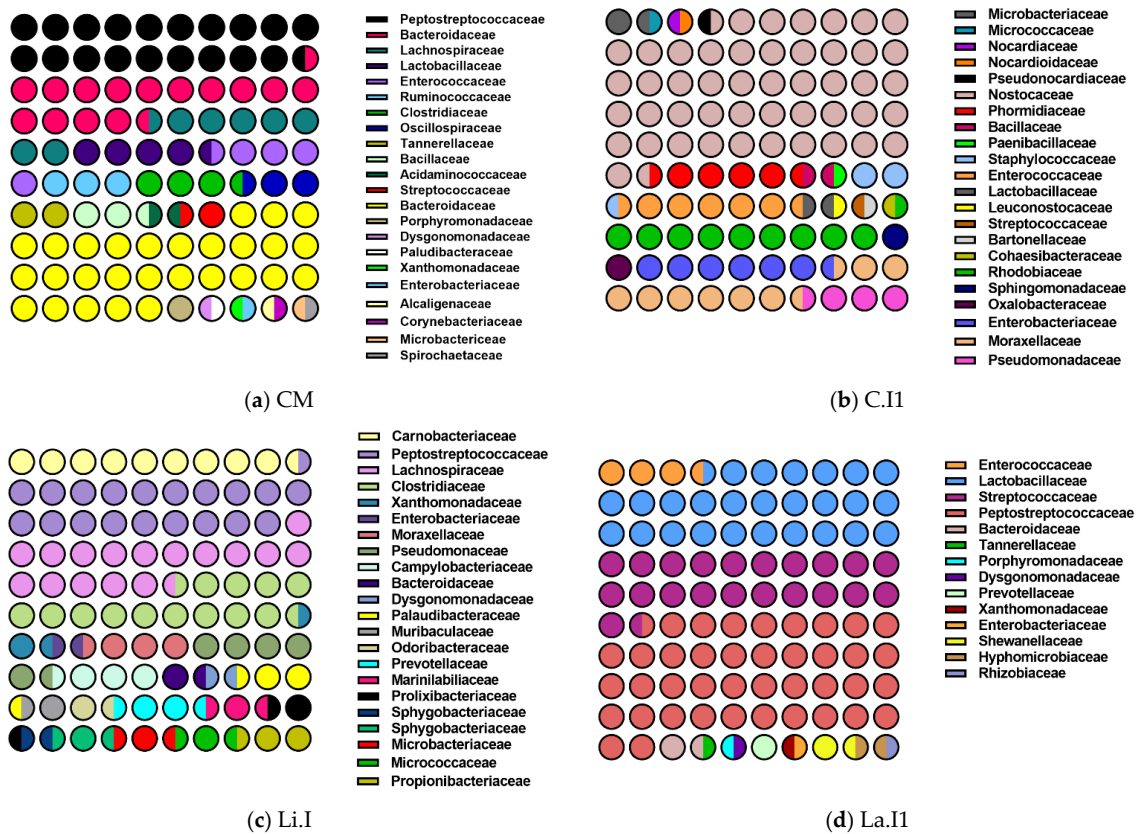 Peptostreptococcaceae
Bacteroidaceae
Lachnospiraceae
Lactobacillaceae
Enterococcaceae
Ruminococcaceae
Clostridiaceae
Oscillospiraceae
Tannerellaceae
Bacillaceae
Acidaminococcaceae
Streptococcaceae
Bacteroidaceae
Porphyromonadaceae
Dysgonomonadaceae
Paludibacteraceae
Xanthomonadaceae
Enterobacteriaceae
Alcaligenaceae
Corynebacteriaceae
Microbactericeae
Spirochaetaceae
(a) CM
Microbacteriaceae
Micrococcaceae
Nocardiaceae
Nocardioidaceae
Pseudonocardiaceae
Nostocaceae
Phormidiaceae
Bacillaceae
Paenibacillaceae
Staphylococcaceae
Enterococcaceae
Lactobacillaceae
Leuconostocaceae
Streptococcaceae
Bartonellaceae
Cohaesibacteraceae
Rhodobiaceae
Sphingomonadaceae
Oxalobacteraceae
Enterobacteriaceae
Moraxellaceae
Pseudomonadaceae
(b) C.I1
Carnobacteriaceae
Peptostreptococcaceae
Lachnospiraceae
Clostridiaceae
Xanthomonadaceae
Enterobacteriaceae
Moraxellaceae
Pseudomonaceae
Campylobacteriaceae
Bacteroidaceae
Dysgonomonadaceae
Palaudibacteraceae
Muribaculaceae
Odoribacteraceae
Prevotellaceae
Marinilabiliaceae
Prolixibacteriaceae
Sphygobacteriaceae
Sphygobacteriaceae
Microbacteriaceae
Micrococcaceae
Propionibacteriaceae
(c) Li.I
Enterococcaceae
Lactobacillaceae
Streptococcaceae
Peptostreptococcaceae
Bacteroidaceae
Tannerellaceae
Porphyromonadaceae
Dysgonomonadaceae
Prevotellaceae
Xanthomonadaceae
Enterobacteriaceae
Shewanellaceae
Hyphomicrobiaceae
Rhizobiaceae
(d) La.I1